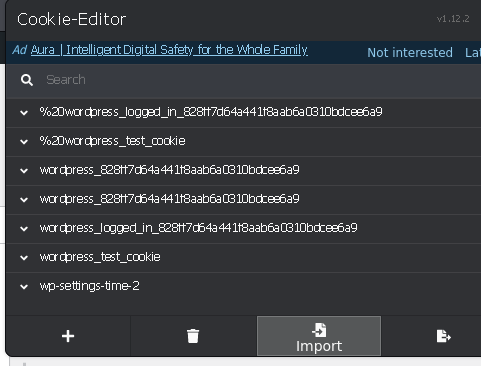 Cookie-Editor v1.12.2
Ad Aura | Intelligent Digital Safety for the Whole Family Not interested Lat
Search
%20wordpress_logged_in_828ff7d64a441f8aab6a0310bdcee6a9
%20wordpress_test_cookie
wordpress_828ff7d64a441f8aab6a0310bdcee6a9
wordpress_828ff7d64a441f8aab6a0310bdcee6a9
wordpress_logged_in_828ff7d64a441f8aab6a0310bdcee6a9
wordpress_test_cookie
wp-settings-time-2
Import